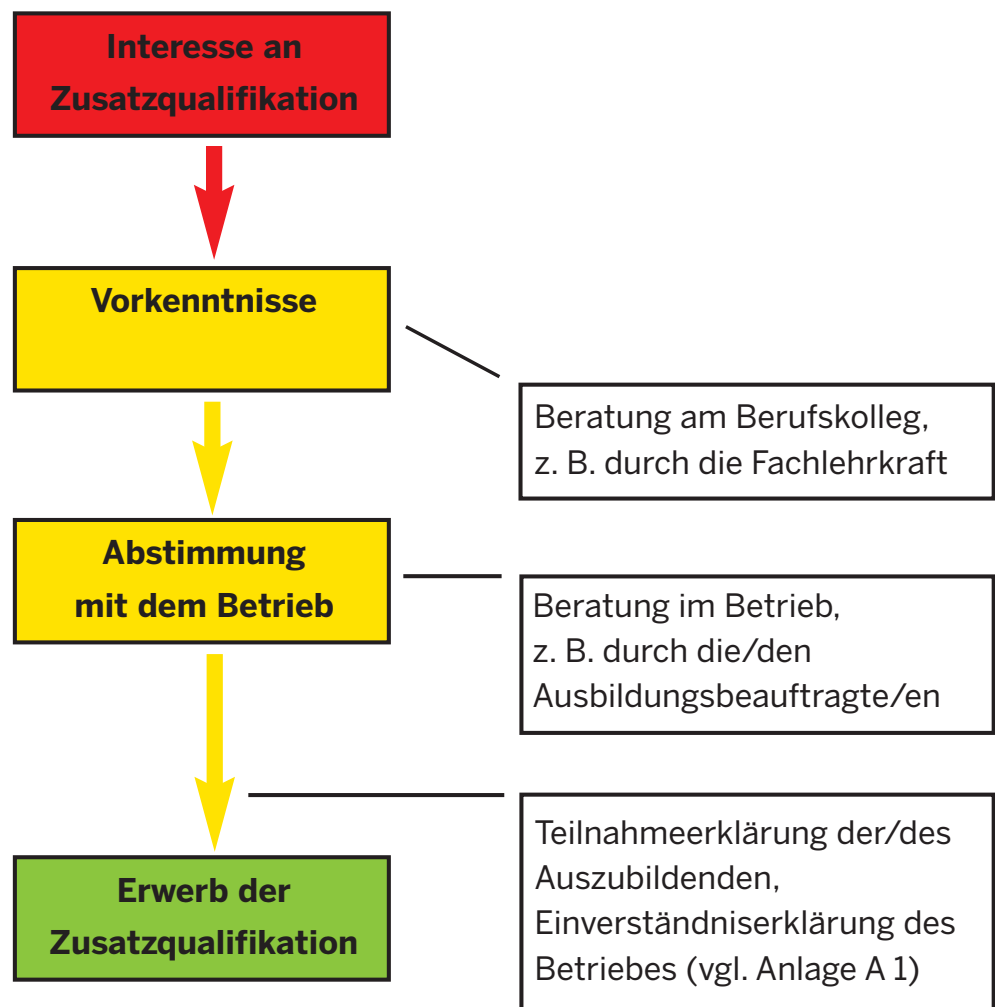 Interesse an
Zusatzqualifikation
Vorkenntnisse
Beratung am Berufskolleg,
z. B. durch die Fachlehrkraft
Abstimmung
mit dem Betrieb
Beratung im Betrieb,
z. B. durch die/den
Ausbildungsbeauftragte/en
Teilnahmeerklärung der/des
Auszubildenden,
Einverständniserklärung des
Betriebes (vgl. Anlage A 1)
Erwerb der
Zusatzqualifikation